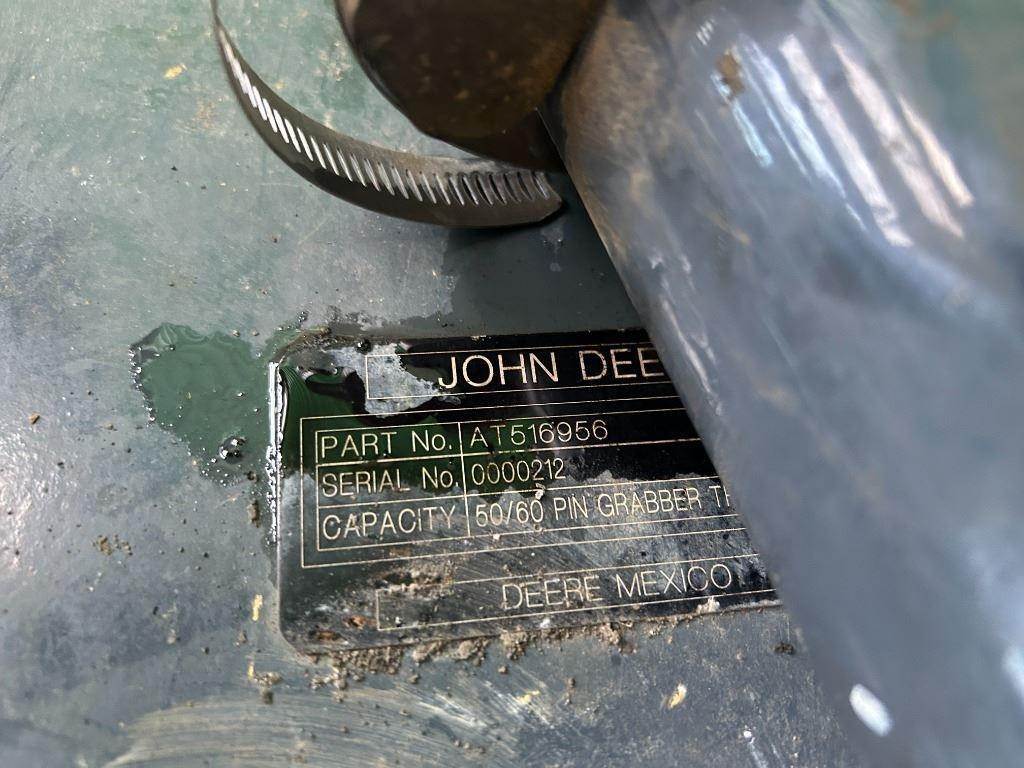 JOHN DEE
PART No. AT516956
SERIAL No. 0000212
CAPACITY 50/60 PIN GRABBER
DEERE MEXICO